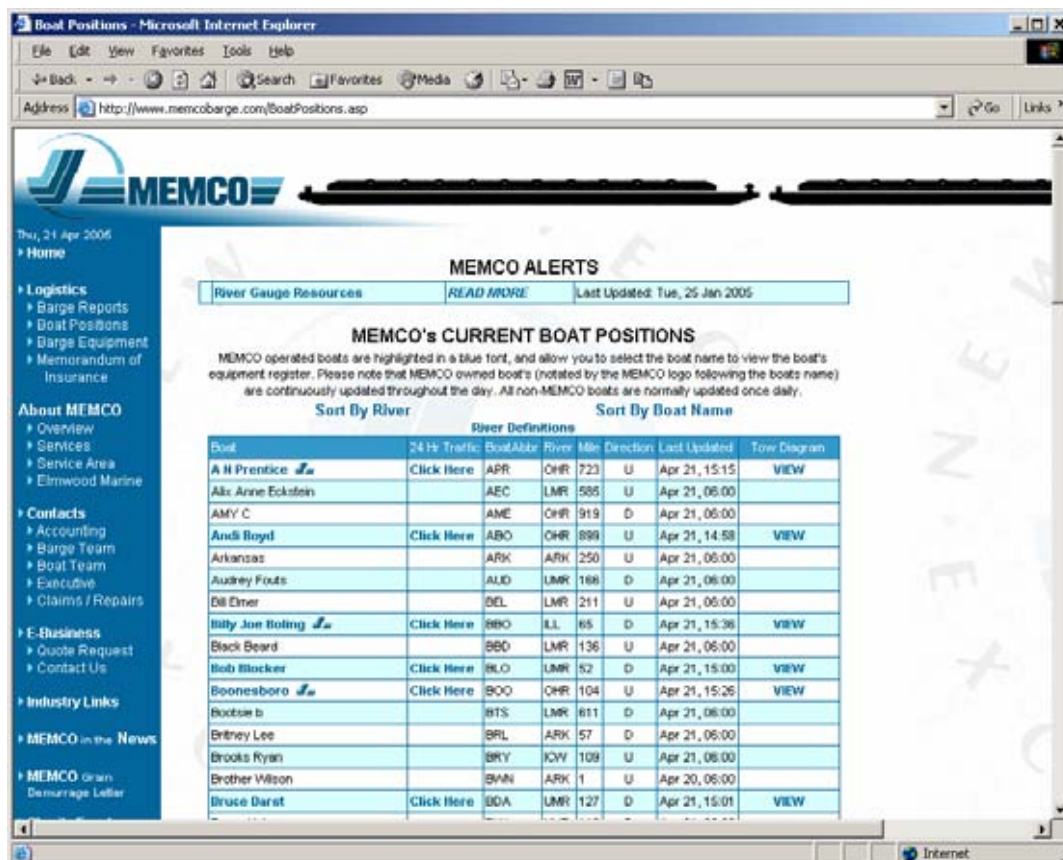 Boat Positions - Microsoft Internet Explorer
File Edit View Favorites Tools Help
Back Search Favorites Media
Address http://www.memcobarge.com/BoatPositions.asp Go Links
MEMCO
Thu, 21 Apr 2005
Home
Logistics
Barge Reports
Boat Positions
Barge Equipment
Memorandum of
Insurance
About MEMCO
Overview
Services
Service Area
Elmwood Marine
Contacts
Accounting
Barge Team
Boat Team
Executive
Claims / Repairs
E-Business
Quote Request
Contact Us
Industry Links
MEMCO in the News
MEMCO Grain
Demurrage Letter
MEMCO ALERTS
River Gauge Resources READ MORE Last Updated: Tue, 25 Jan 2005
MEMCO's CURRENT BOAT POSITIONS
MEMCO operated boats are highlighted in a blue font, and allow you to select the boat name to view the boat's
equipment register. Please note that MEMCO owned boat's (notated by the MEMCO logo following the boats name)
are continuously updated throughout the day. All non-MEMCO boats are normally updated once daily.
Sort By River Sort By Boat Name
River Definitions
Boat 24 Hr Traffic BoatAbbr River Mile Direction Last Updated Tow Diagram
A N Prentice Click Here APR OHR 723 U Apr 21, 15:15 VIEW
Alix Anne Eckstein AEC LMR 585 U Apr 21, 06:00
AMY C AME OHR 919 D Apr 21, 06:00
Andi Boyd Click Here ABO OHR 899 U Apr 21, 14:58 VIEW
Arkansas ARK ARK 250 U Apr 21, 06:00
Audrey Fouts AUD UMR 166 D Apr 21, 06:00
Bill Elmer BEL LMR 211 U Apr 21, 06:00
Billy Joe Boling Click Here BBO ILL 65 D Apr 21, 15:36 VIEW
Black Beard BBD LMR 136 U Apr 21, 06:00
Bob Blocker Click Here BLO UMR 52 D Apr 21, 15:00 VIEW
Boonesboro Click Here BOO OHR 104 U Apr 21, 15:26 VIEW
Bootsie b BTS LMR 611 D Apr 21, 06:00
Britney Lee BRL ARK 57 D Apr 21, 06:00
Brooks Ryan BRY ICW 109 U Apr 21, 06:00
Brother Wilson BWN ARK 1 U Apr 20, 06:00
Bruce Darst Click Here BDA UMR 127 D Apr 21, 15:01 VIEW
Internet